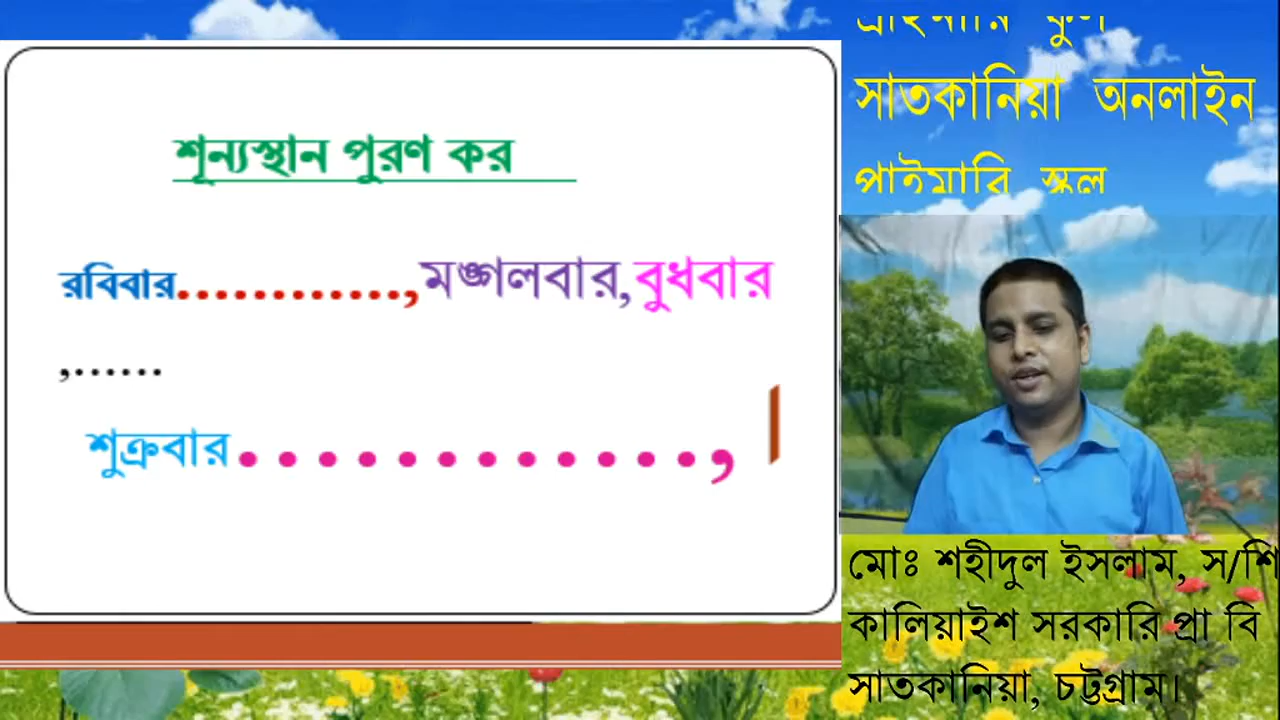 শূন্যস্থান পুরণ কর
রবিবার............,মঙ্গলবার,বুধবার
,......
শুক্রবার............,।
সাতকানিয়া অনলাইন
পাইমারি স্কুল
মোঃ শহীদুল ইসলাম, স/শি
কালিয়াইশ সরকারি প্রা বি
সাতকানিয়া, চট্টগ্রাম।